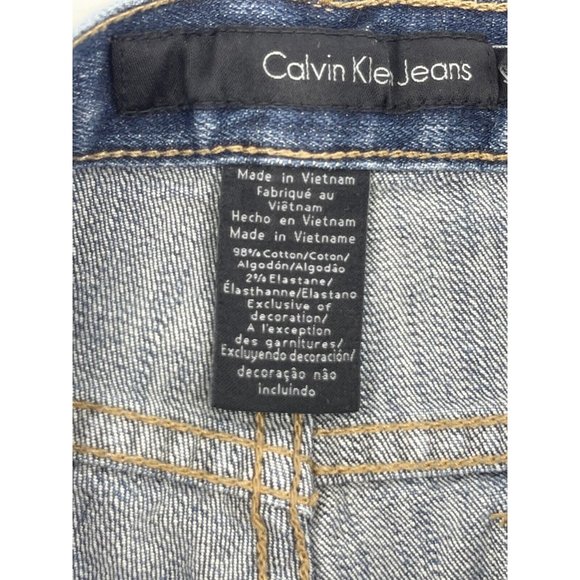 Calvin Klei Jeans
Made in Vietnam
Fabriqué au
Viêtnam
Hecho en Vietnam
Made in Vietname
98% Cotton/Coton/
Algodón/Algodão
2% Elastane/
Élasthanne/Elastano
Exclusive of
decoration/
A l'exception
des garnitures/
Excluyendo decoración/
decoração não
incluindo